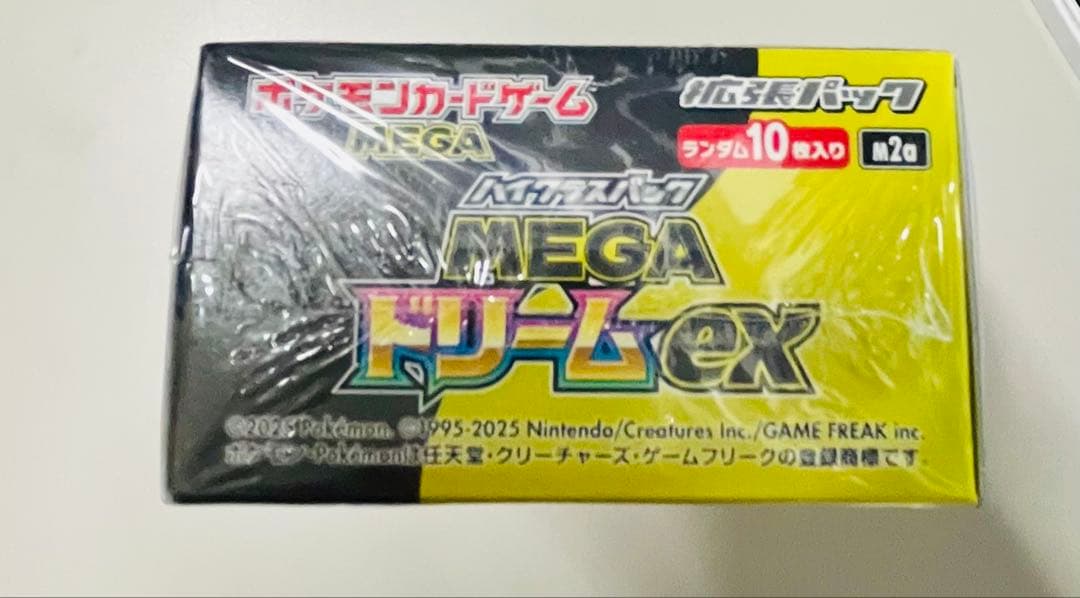 ポケモンカードゲーム
MEGA
拡張パック
ランダム10枚入り M2a
ハイクラスパック
MEGA
ドリームex
©2025 Pokémon. ©1995-2025 Nintendo/Creatures Inc./GAME FREAK inc.
ポケモン・Pokémonは任天堂・クリーチャーズ・ゲームフリークの登録商標です。